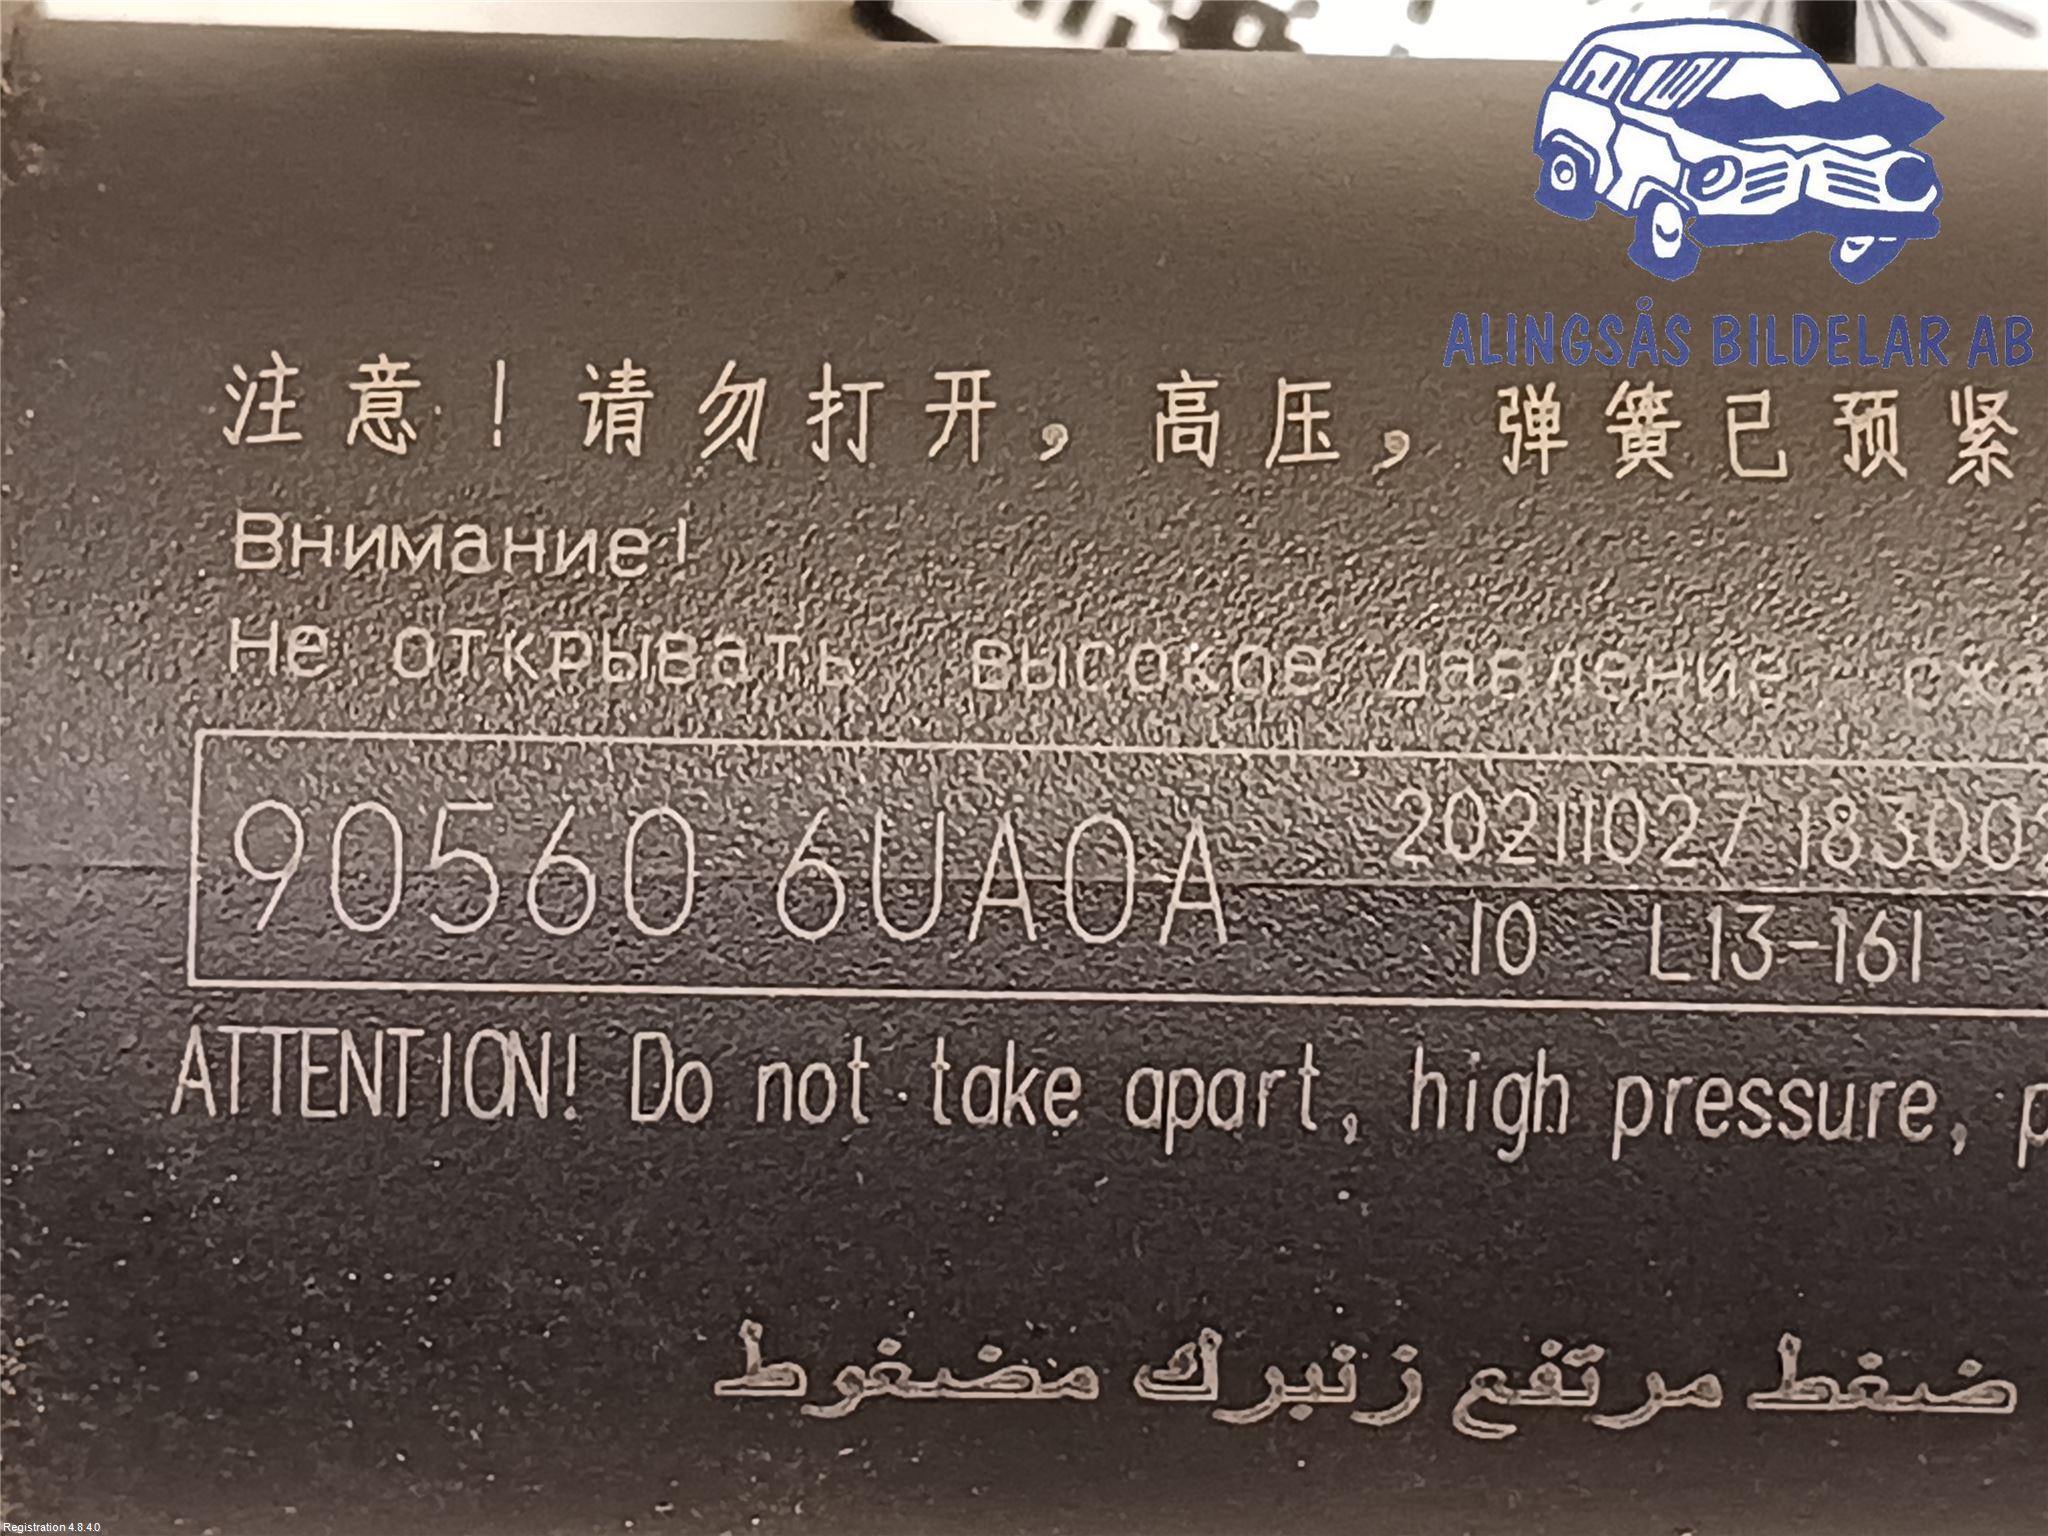 ALINGSÅS BILDELAR AB
注意！请勿打开，高压，弹簧已预紧
Внимание!
Не открывать, высокое давление
90560 6UA0A
20211027 183002
10 L13-161
ATTENTION! Do not take apart, high pressure,
ضغط مرتفع زنبرك مضغوط
Registration 4.8.4.0